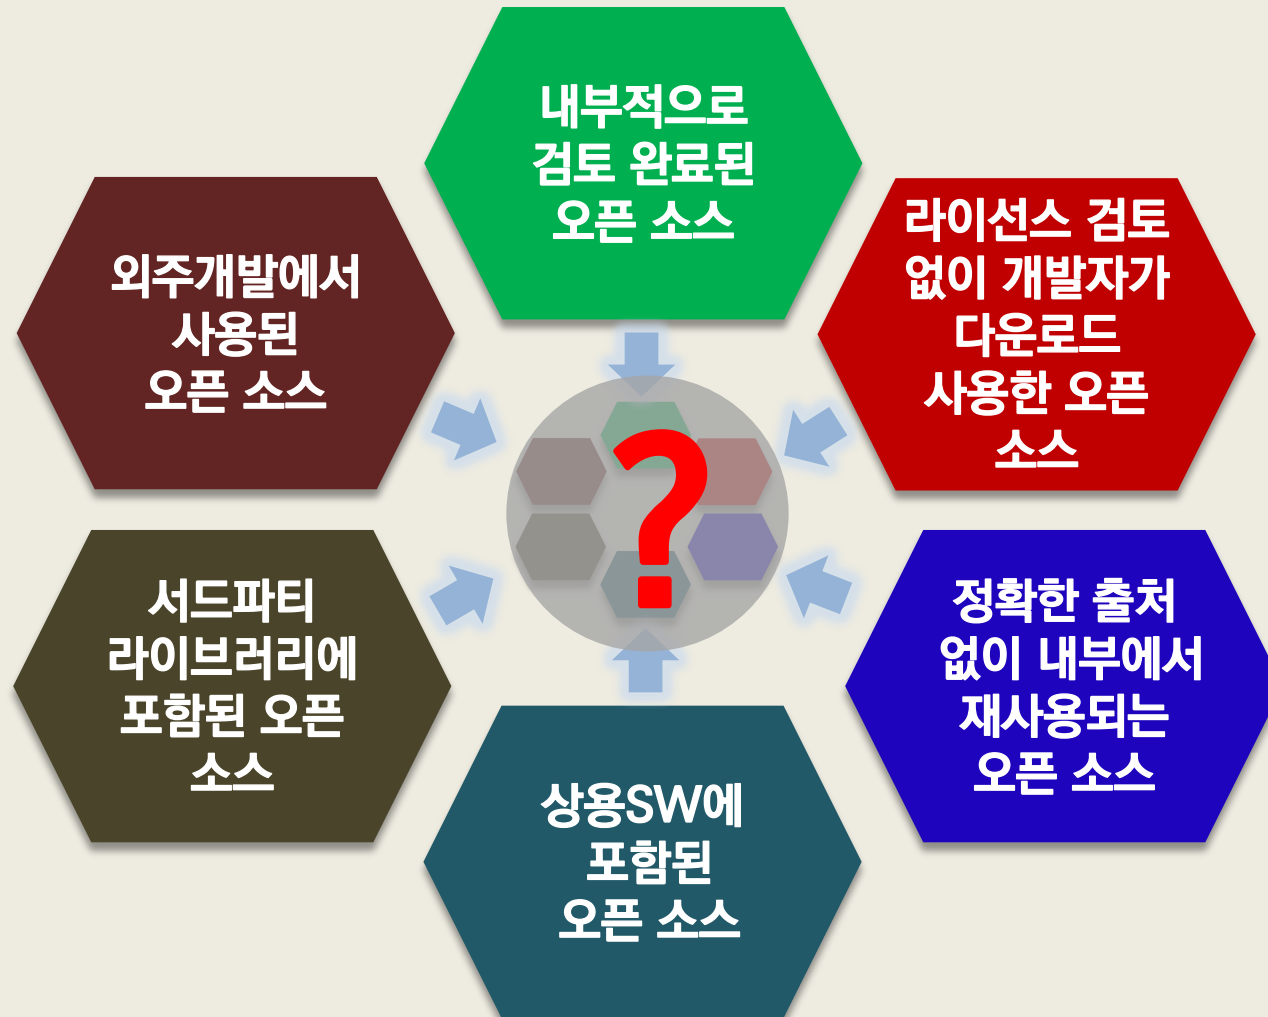 내부적으로
검토 완료된
오픈 소스
외주개발에서
사용된
오픈 소스
라이선스 검토
없이 개발자가
다운로드
사용한 오픈
소스
?
서드파티
라이브러리에
포함된 오픈
소스
정확한 출처
없이 내부에서
재사용되는
오픈 소스
상용SW에
포함된
오픈 소스